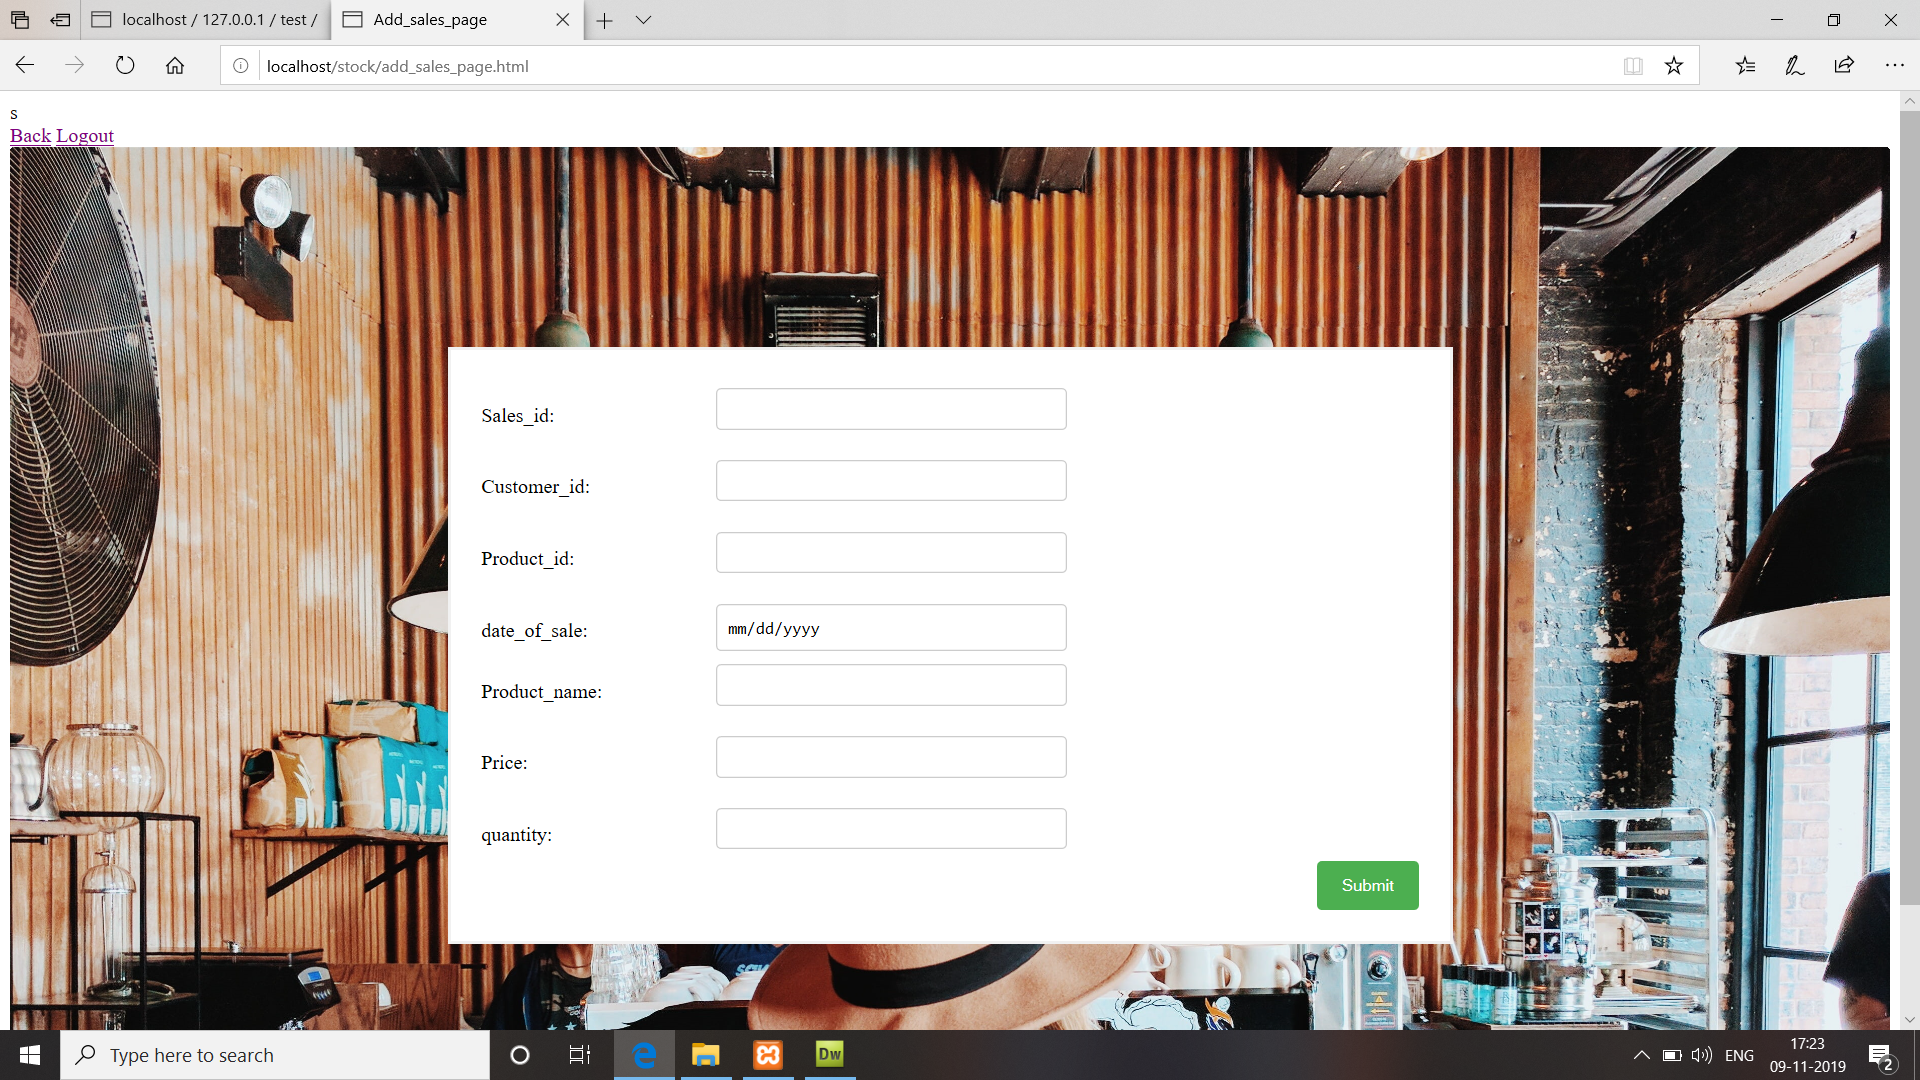 localhost / 127.0.0.1 / test /
Add_sales_page
localhost/stock/add_sales_page.html
s
Back Logout
Sales_id:
Customer_id:
Product_id:
date_of_sale:
mm/dd/yyyy
Product_name:
Price:
quantity:
Submit
Type here to search
Dw
ENG
17:23
09-11-2019
2